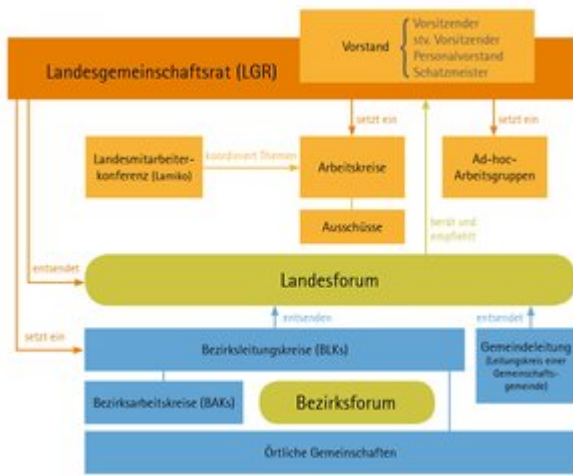 Vorstand
Vorsitzender
stv. Vorsitzender
Personalvorstand
Schatzmeister
Landesgemeinschaftsrat (LGR)
setzt ein
setzt ein
Landesmitarbeiter-
konferenz (Lamiko)
koordiniert Themen
Arbeitskreise
Ad-hoc-
Arbeitsgruppen
Ausschüsse
berät und
empfiehlt
entsendet
Landesforum
entsenden
entsendet
setzt ein
Bezirksleitungskreise (BLKs)
Gemeindeleitung
(Leitungskreis einer
Gemeinschafts-
gemeinde)
Bezirksarbeitskreise (BAKs)
Bezirksforum
Örtliche Gemeinschaften